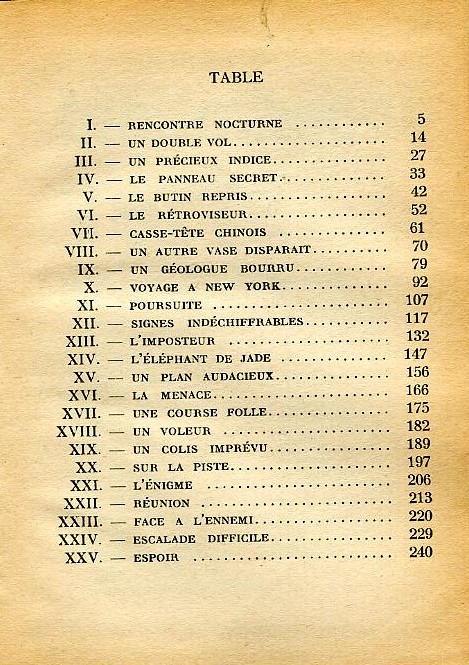 TABLE
I. — RENCONTRE NOCTURNE ............ 5
II. — UN DOUBLE VOL.................... 14
III. — UN PRÉCIEUX INDICE.............. 27
IV. — LE PANNEAU SECRET.............. 33
V. — LE BUTIN REPRIS................. 42
VI. — LE RÉTROVISEUR.................. 52
VII. — CASSE-TÊTE CHINOIS .............. 61
VIII. — UN AUTRE VASE DISPARAIT.......... 70
IX. — UN GÉOLOGUE BOURRU............ 79
X. — VOYAGE A NEW YORK............. 92
XI. — POURSUITE ...................... 107
XII. — SIGNES INDÉCHIFFRABLES........... 117
XIII. — L'IMPOSTEUR .................... 132
XIV. — L'ÉLÉPHANT DE JADE .............. 147
XV. — UN PLAN AUDACIEUX.............. 156
XVI. — LA MENACE...................... 166
XVII. — UNE COURSE FOLLE................ 175
XVIII. — UN VOLEUR ..................... 182
XIX. — UN COLIS IMPRÉVU................ 189
XX. — SUR LA PISTE.................... 197
XXI. — L'ÉNIGME ...................... 206
XXII. — RÉUNION ....................... 213
XXIII. — FACE A L'ENNEMI................. 220
XXIV. — ESCALADE DIFFICILE............... 229
XXV. — ESPOIR ......................... 240